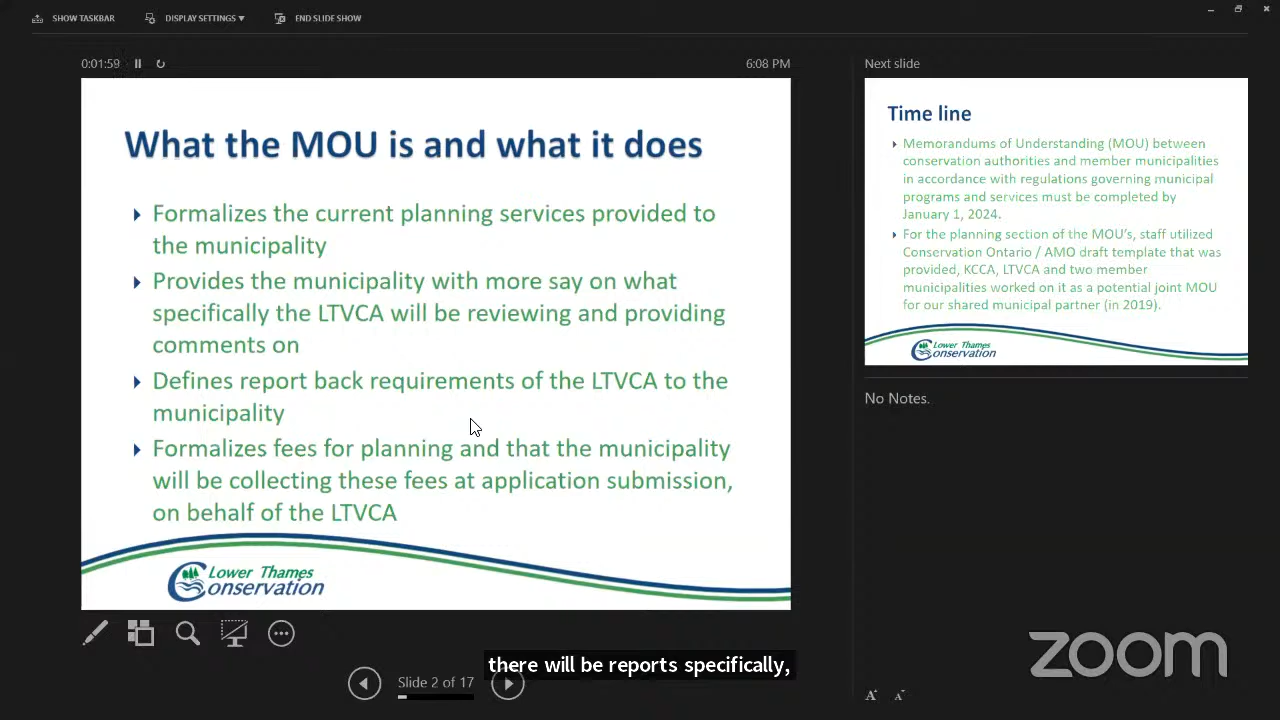 SHOW TASKBAR
DISPLAY SETTINGS ▼
END SLIDE SHOW
0:01:59
6:08 PM
What the MOU is and what it does
Formalizes the current planning services provided to
the municipality
Provides the municipality with more say on what
specifically the LTVCA will be reviewing and providing
comments on
Defines report back requirements of the LTVCA to the
municipality
Formalizes fees for planning and that the municipality
will be collecting these fees at application submission,
on behalf of the LTVCA
Lower Thames
Conservation
Next slide
Time line
Memorandums of Understanding (MOU) between
conservation authorities and member municipalities
in accordance with regulations governing municipal
programs and services must be completed by
January 1, 2024.
For the planning section of the MOU's, staff utilized
Conservation Ontario / AMO draft template that was
provided, KCCA, LTVCA and two member
municipalities worked on it as a potential joint MOU
for our shared municipal partner (in 2019).
Lower Thames
Conservation
No Notes.
there will be reports specifically,
Slide 2 of 17
zoom
A A